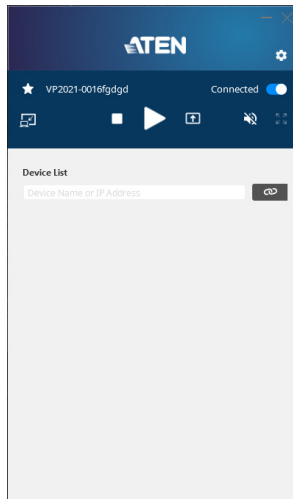 ATEN
VP2021-0016fgdgd Connected
Device List
Device Name or IP Address